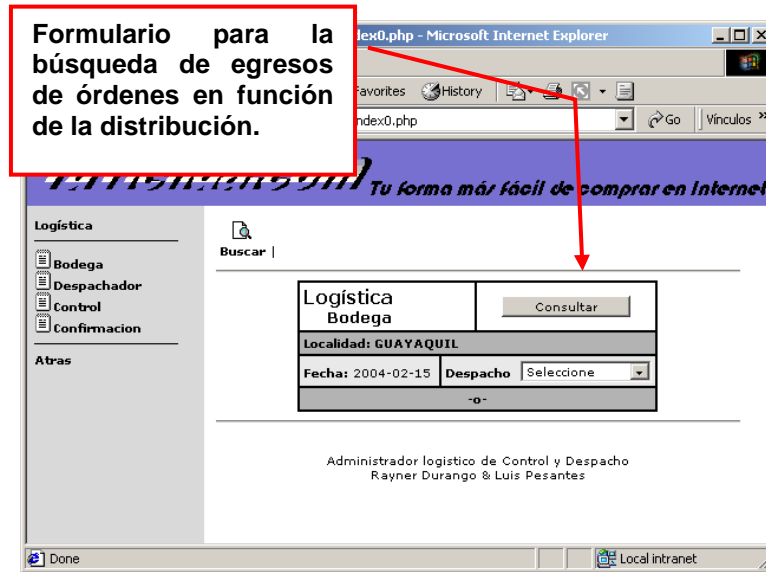 Formulario para la
búsqueda de egresos
de órdenes en función
de la distribución.
dex0.php - Microsoft Internet Explorer
Favorites History
ndex0.php Go Vínculos »
Tu forma más fácil de comprar en Internet
Logística
Bodega
Despachador
Control
Confirmacion
Atras
Buscar |
Logística
Bodega
Consultar
Localidad: GUAYAQUIL
Fecha: 2004-02-15 Despacho Seleccione
-o-
Administrador logistico de Control y Despacho
Rayner Durango & Luis Pesantes
Done Local intranet